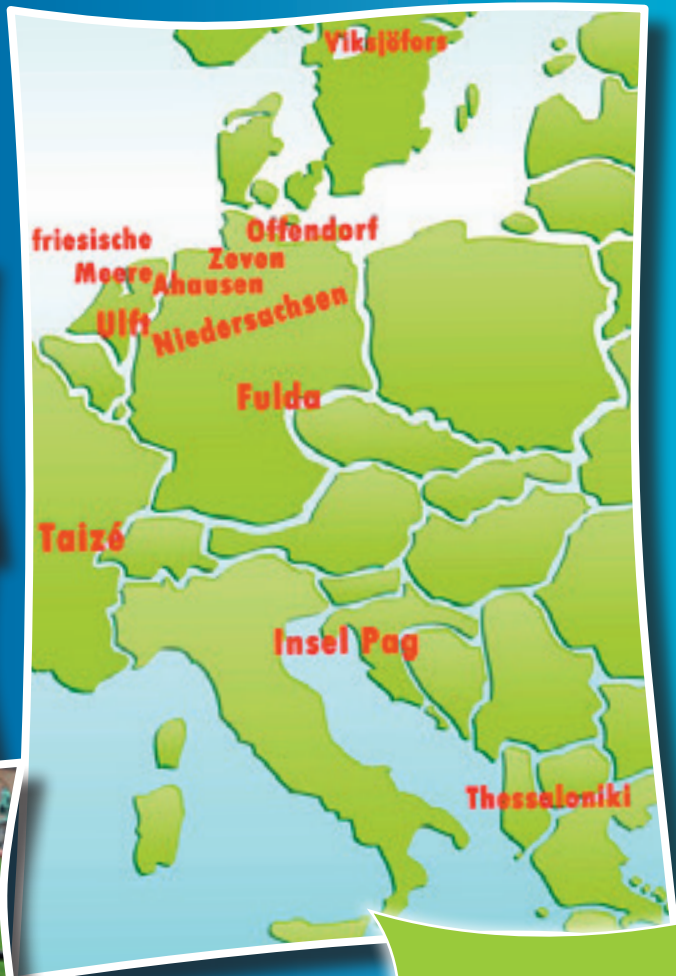 Viksjöfors
friesische
Meere
Offendorf
Zeven
Ahausen
Ulft
Niedersachsen
Fulda
Taizé
Insel Pag
Thessaloniki